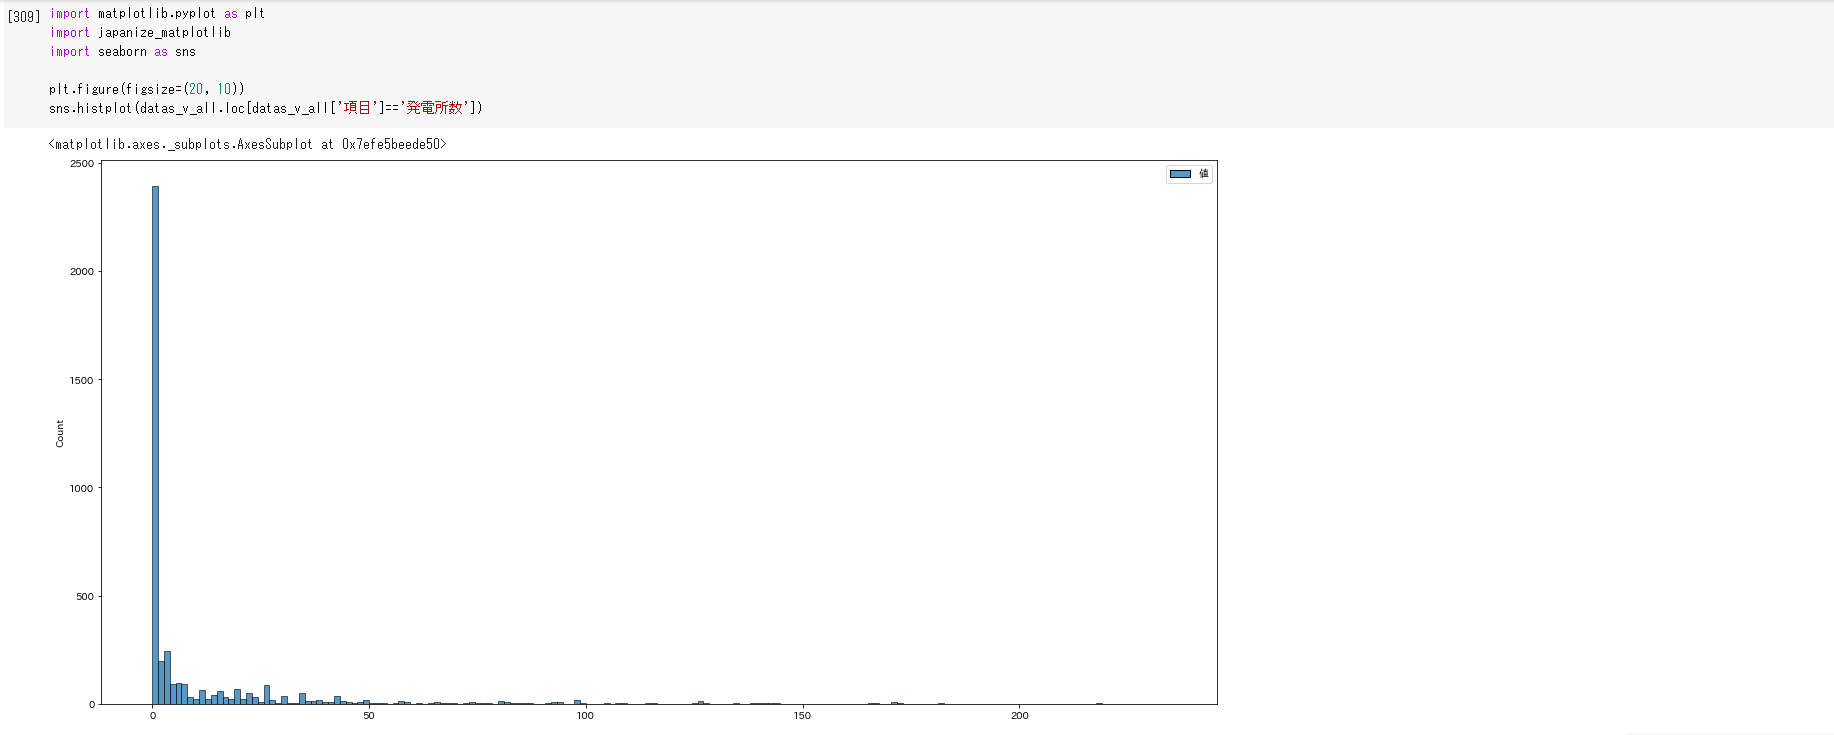 [309] import matplotlib.pyplot as plt
import japanize_matplotlib
import seaborn as sns
plt.figure(figsize=(20, 10))
sns.histplot(datas_v_all.loc[datas_v_all['項目']=='発電所数'])
<matplotlib.axes._subplots.AxesSubplot at 0x7efe5beede50>
2500
値
2000
1500
Count
1000
500
0
0 50 100 150 200